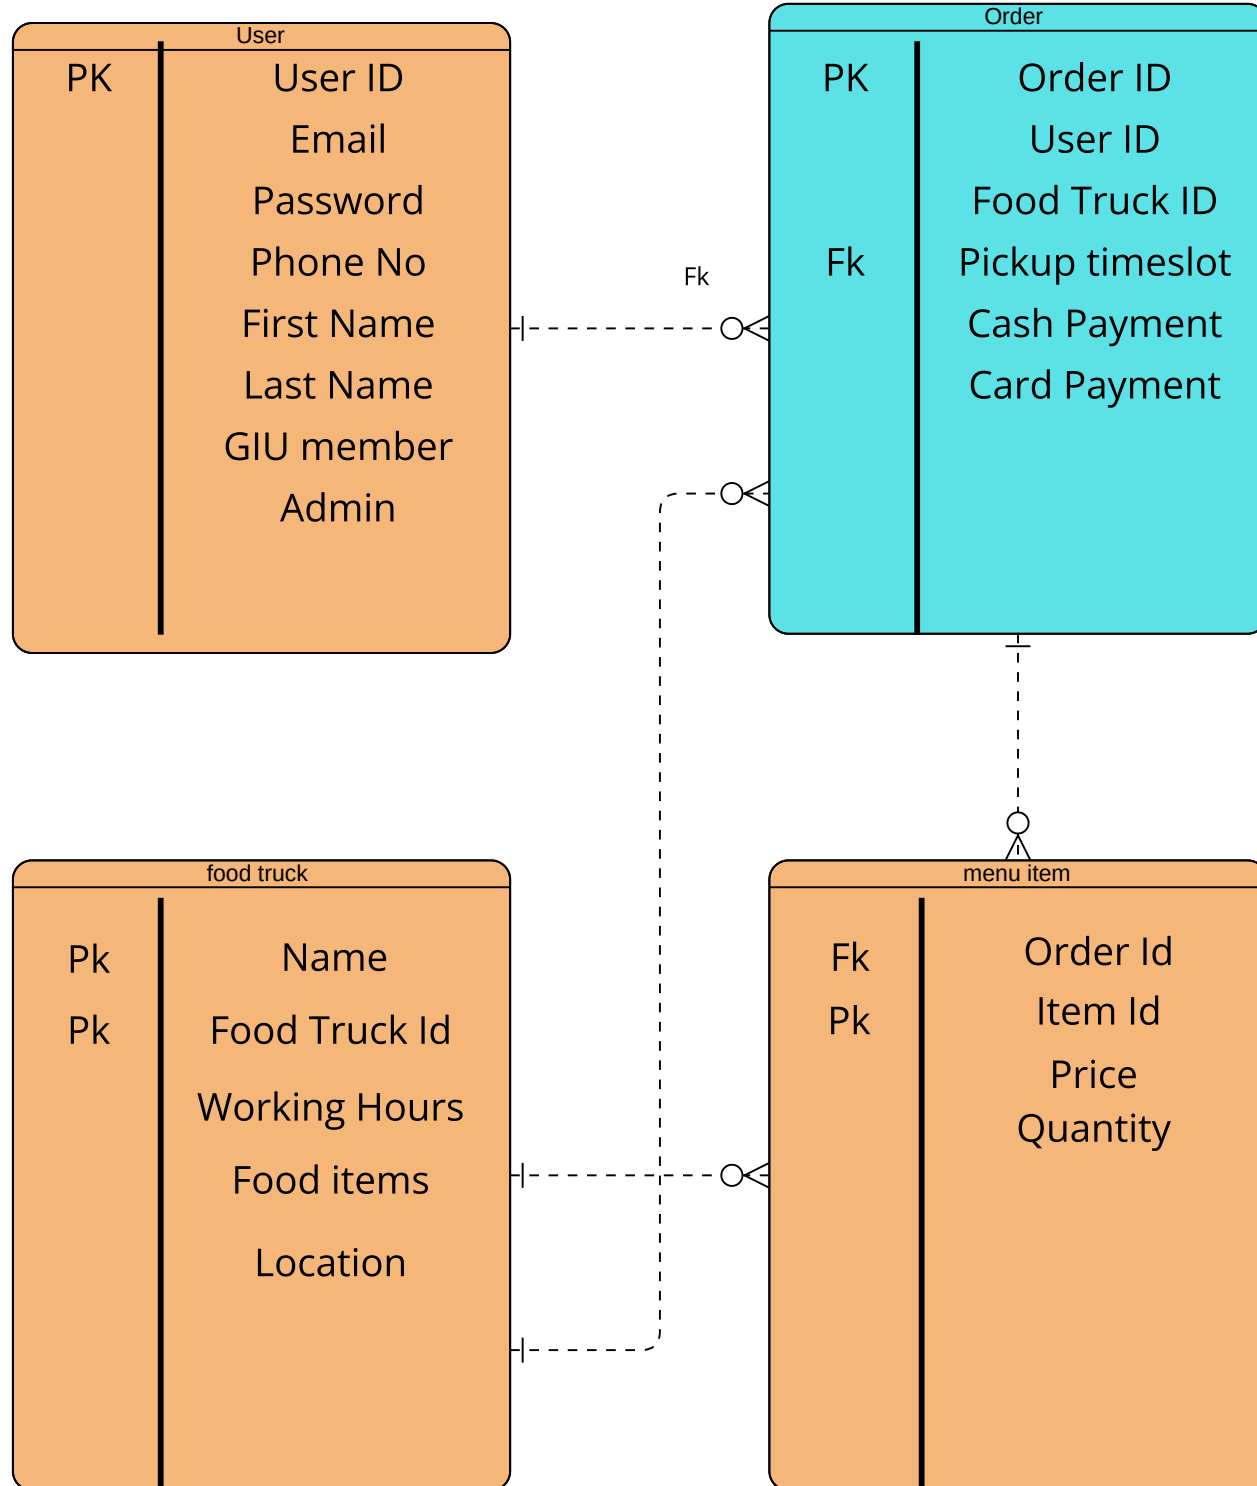 User
PK User ID
Email
Password
Phone No
First Name
Last Name
GIU member
Admin
Fk
Order
PK Order ID
User ID
Food Truck ID
Fk Pickup timeslot
Cash Payment
Card Payment
food truck
Pk Name
Pk Food Truck Id
Working Hours
Food items
Location
menu item
Fk Order Id
Pk Item Id
Price
Quantity